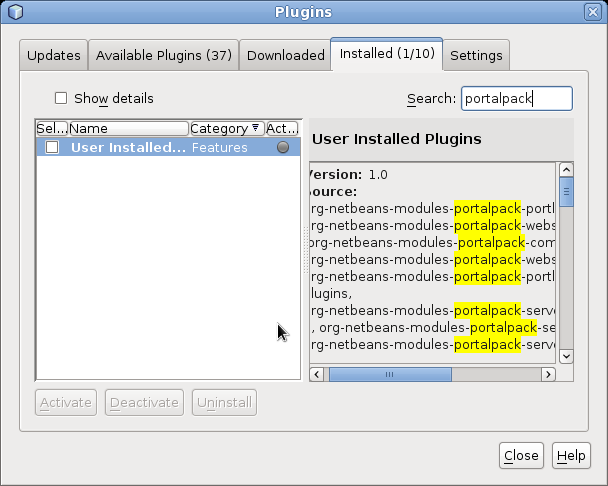 Plugins
Updates
Available Plugins (37)
Downloaded
Installed (1/10)
Settings
Show details
Search:
portalpack
Sel...
Name
Category
Act...
User Installed...
Features
User Installed Plugins
Version: 1.0
ource:
rg-netbeans-modules-portalpack-portl
rg-netbeans-modules-portalpack-webs
org-netbeans-modules-portalpack-com
rg-netbeans-modules-portalpack-webs
rg-netbeans-modules-portalpack-portl
lugins,
rg-netbeans-modules-portalpack-serve
, org-netbeans-modules-portalpack-se
rg-netbeans-modules-portalpack-serve
Activate
Deactivate
Uninstall
Close
Help